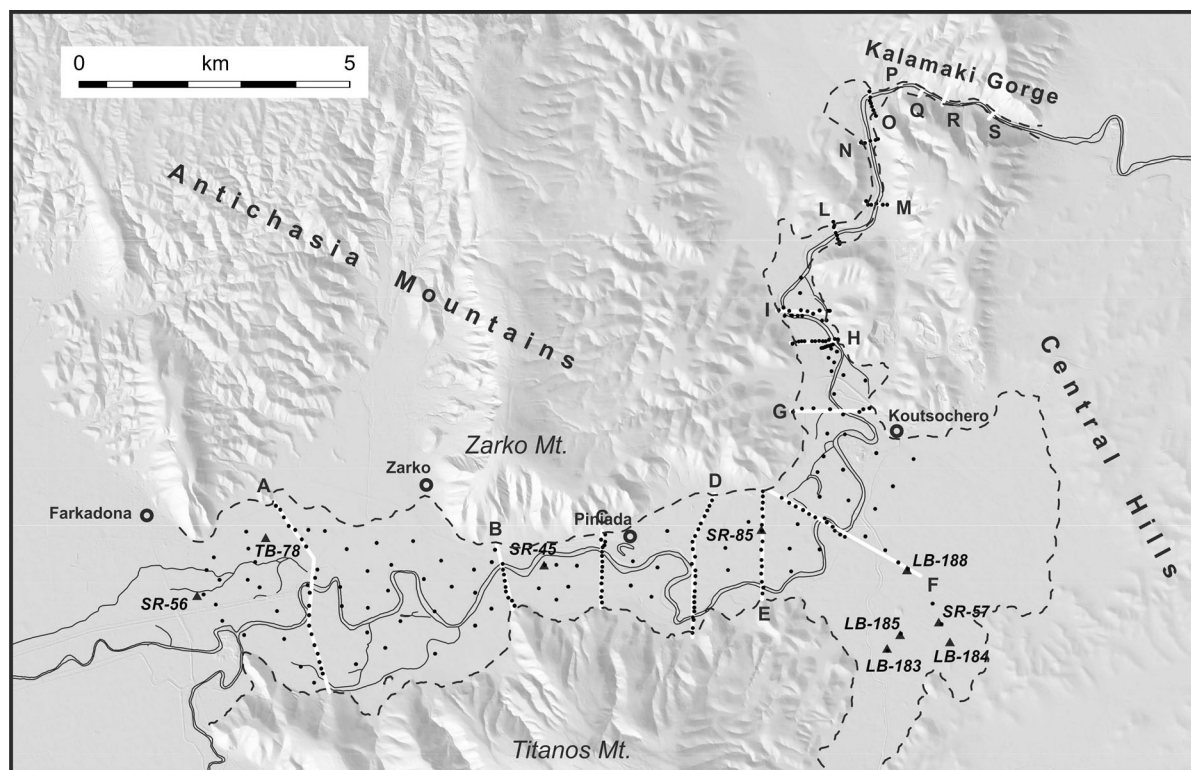 0 km 5
Kalamaki Gorge
P
Q
R
S
O
N
M
L
Antichasia Mountains
I
H
Central Hills
G
Koutsochero
Zarko Mt.
Zarko
A
D
Farkadona
B
C
Piniada
SR-45
SR-85
TB-78
LB-188
F
SR-56
E
SR-57
LB-185
LB-183
LB-184
Titanos Mt.